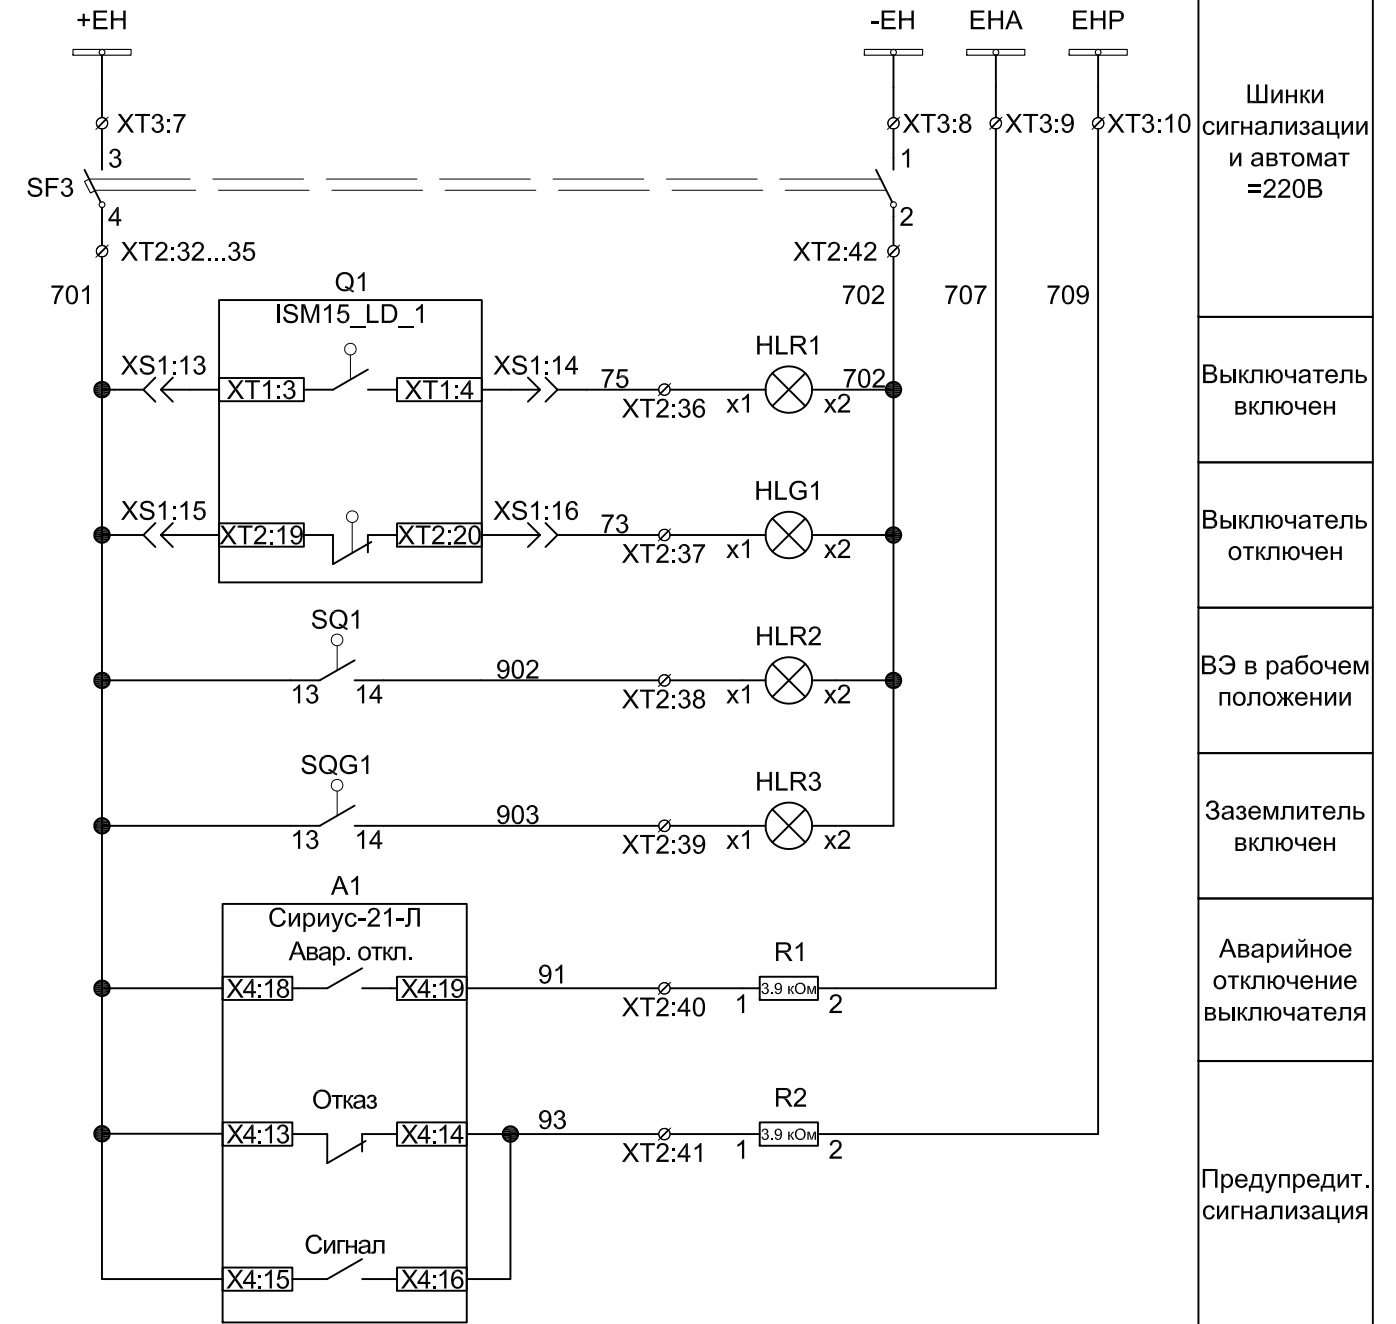 +EH
-EH
EHA
EHP
XT3:7
XT3:8
XT3:9
XT3:10
Шинки
сигнализации
и автомат
=220В
3
1
SF3
4
2
XT2:32...35
XT2:42
701
702
707
709
Q1
ISM15_LD_1
XS1:13
XT1:3
XT1:4
XS1:14
75
XT2:36
HLR1
x1
x2
702
Выключатель
включен
XS1:15
XT2:19
XT2:20
XS1:16
73
XT2:37
HLG1
x1
x2
Выключатель
отключен
SQ1
13
14
902
XT2:38
HLR2
x1
x2
ВЭ в рабочем
положении
SQG1
13
14
903
XT2:39
HLR3
x1
x2
Заземлитель
включен
A1
Сириус-21-Л
Авар. откл.
X4:18
X4:19
91
XT2:40
R1
1
3.9 кОм
2
Аварийное
отключение
выключателя
Отказ
X4:13
X4:14
93
XT2:41
R2
1
3.9 кОм
2
Сигнал
X4:15
X4:16
Предупредит.
сигнализация